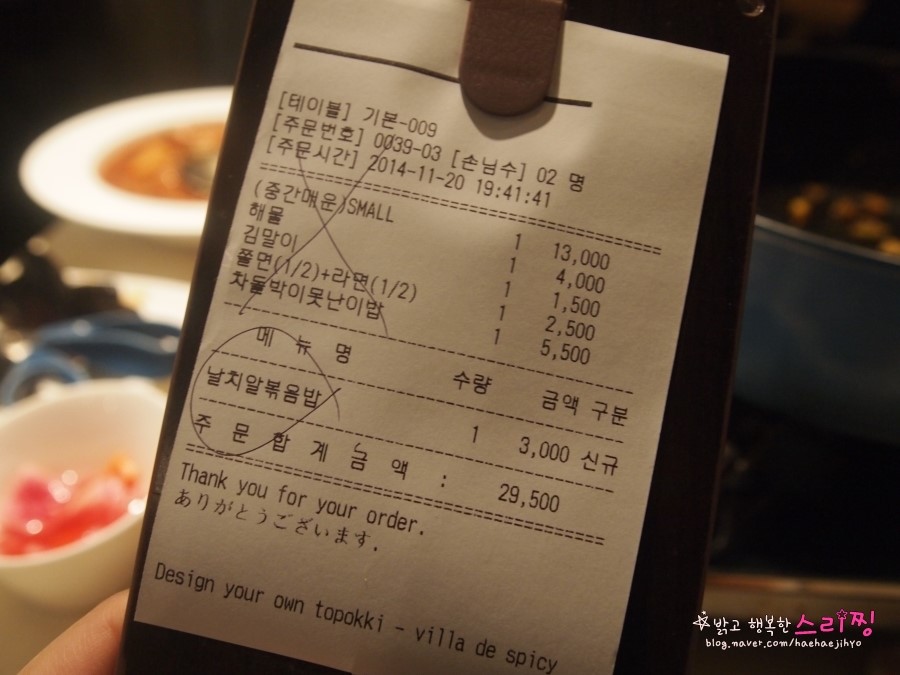 [테이블] 기본-009
[주문번호] 0039-03 [손님수] 02 명
[주문시간] 2014-11-20 19:41:41
(중간매운)SMALL 1 13,000
해물 1 4,000
김말이 1 1,500
쫄면(1/2)+라면(1/2) 1 2,500
차돌박이못난이밥 1 5,500
메 뉴 명 수량 금액 구분
날치알볶음밥 1 3,000 신규
주 문 합 계 금 액 : 29,500
Thank you for your order.
ありがとうございます.
Design your own topokki - villa de spicy
밝고 행복한 스리찡
blog.naver.com/haehaejihyo